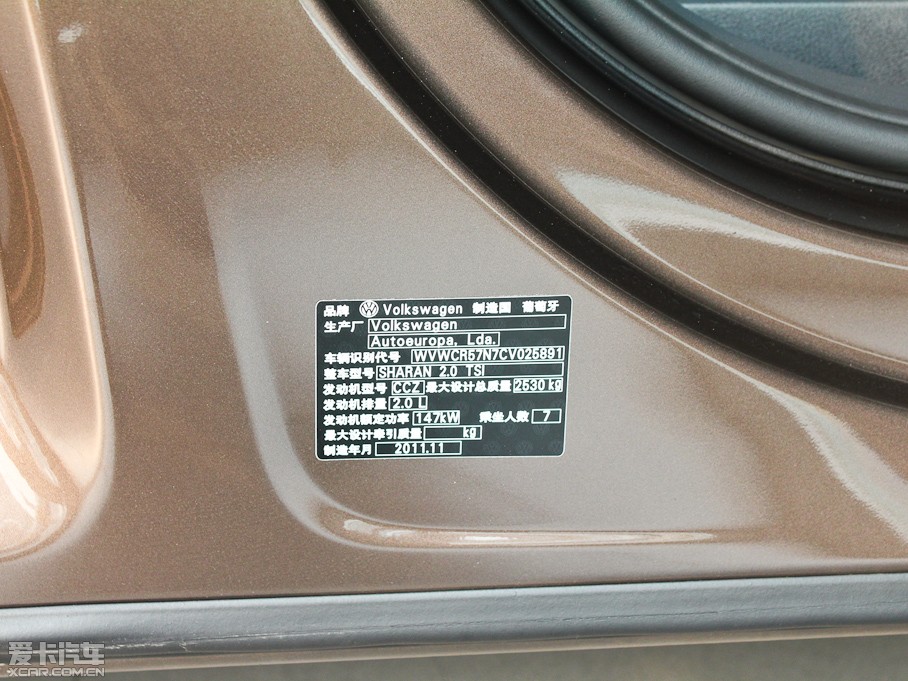 品牌 Volkswagen 制造国 葡萄牙
生产厂 Volkswagen
Autoeuropa, Lda.
车辆识别代号 WVWCR57N7CV025891
整车型号 SHARAN 2.0 TSI
发动机型号 CCZ 最大设计总质量 2530 kg
发动机排量 2.0 L
发动机额定功率 147kW 乘坐人数 7
最大设计牵引质量 kg
制造年月 2011.11
爱卡汽车
XCAR.COM.CN